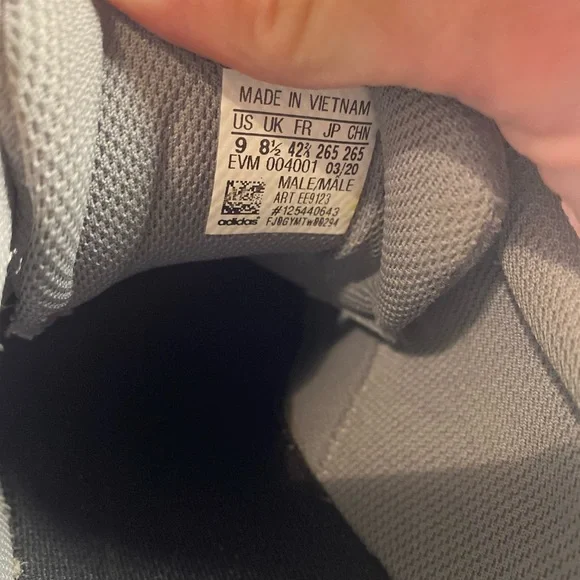 MADE IN VIETNAM
US UK FR JP CHN
9 8½ 42⅔ 265 265
EVM 004001 03/20
MALE/MALE
ART EE9123
#125440643
adidas FJ0GYMTW00294